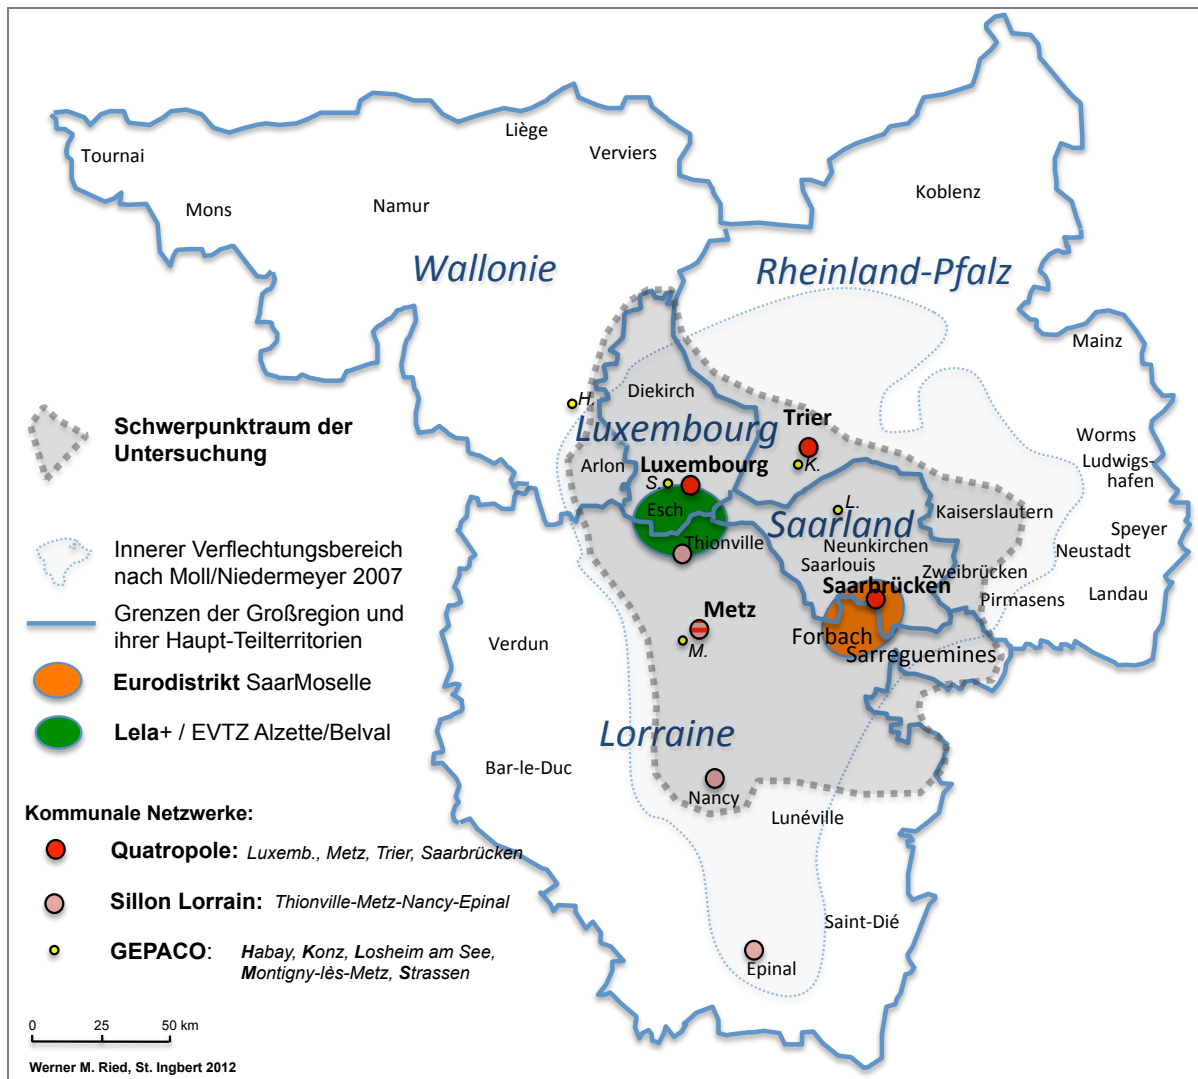 Liège
Tournai
Verviers
Koblenz
Mons
Namur
Wallonie
Rheinland-Pfalz
Mainz
Diekirch
H.
Trier
Schwerpunktraum der
Untersuchung
Luxembourg
Worms
Arlon
Luxembourg
K.
Ludwigs-
hafen
S.
Esch
L.
Saarland
Kaiserslautern
Speyer
Innerer Verflechtungsbereich
nach Moll/Niedermeyer 2007
Thionville
Neunkirchen
Neustadt
Saarlouis
Zweibrücken
Saarbrücken
Pirmasens
Landau
Grenzen der Großregion und
ihrer Haupt-Teilterritorien
Metz
Verdun
M.
Forbach
Sarreguemines
Eurodistrikt SaarMoselle
Lela+ / EVTZ Alzette/Belval
Lorraine
Bar-le-Duc
Nancy
Lunéville
Kommunale Netzwerke:
Quatropole: Luxemb., Metz, Trier, Saarbrücken
Sillon Lorrain: Thionville-Metz-Nancy-Epinal
Saint-Dié
GEPACO: Habay, Konz, Losheim am See,
Montigny-lès-Metz, Strassen
Epinal
0 25 50 km
Werner M. Ried, St. Ingbert 2012